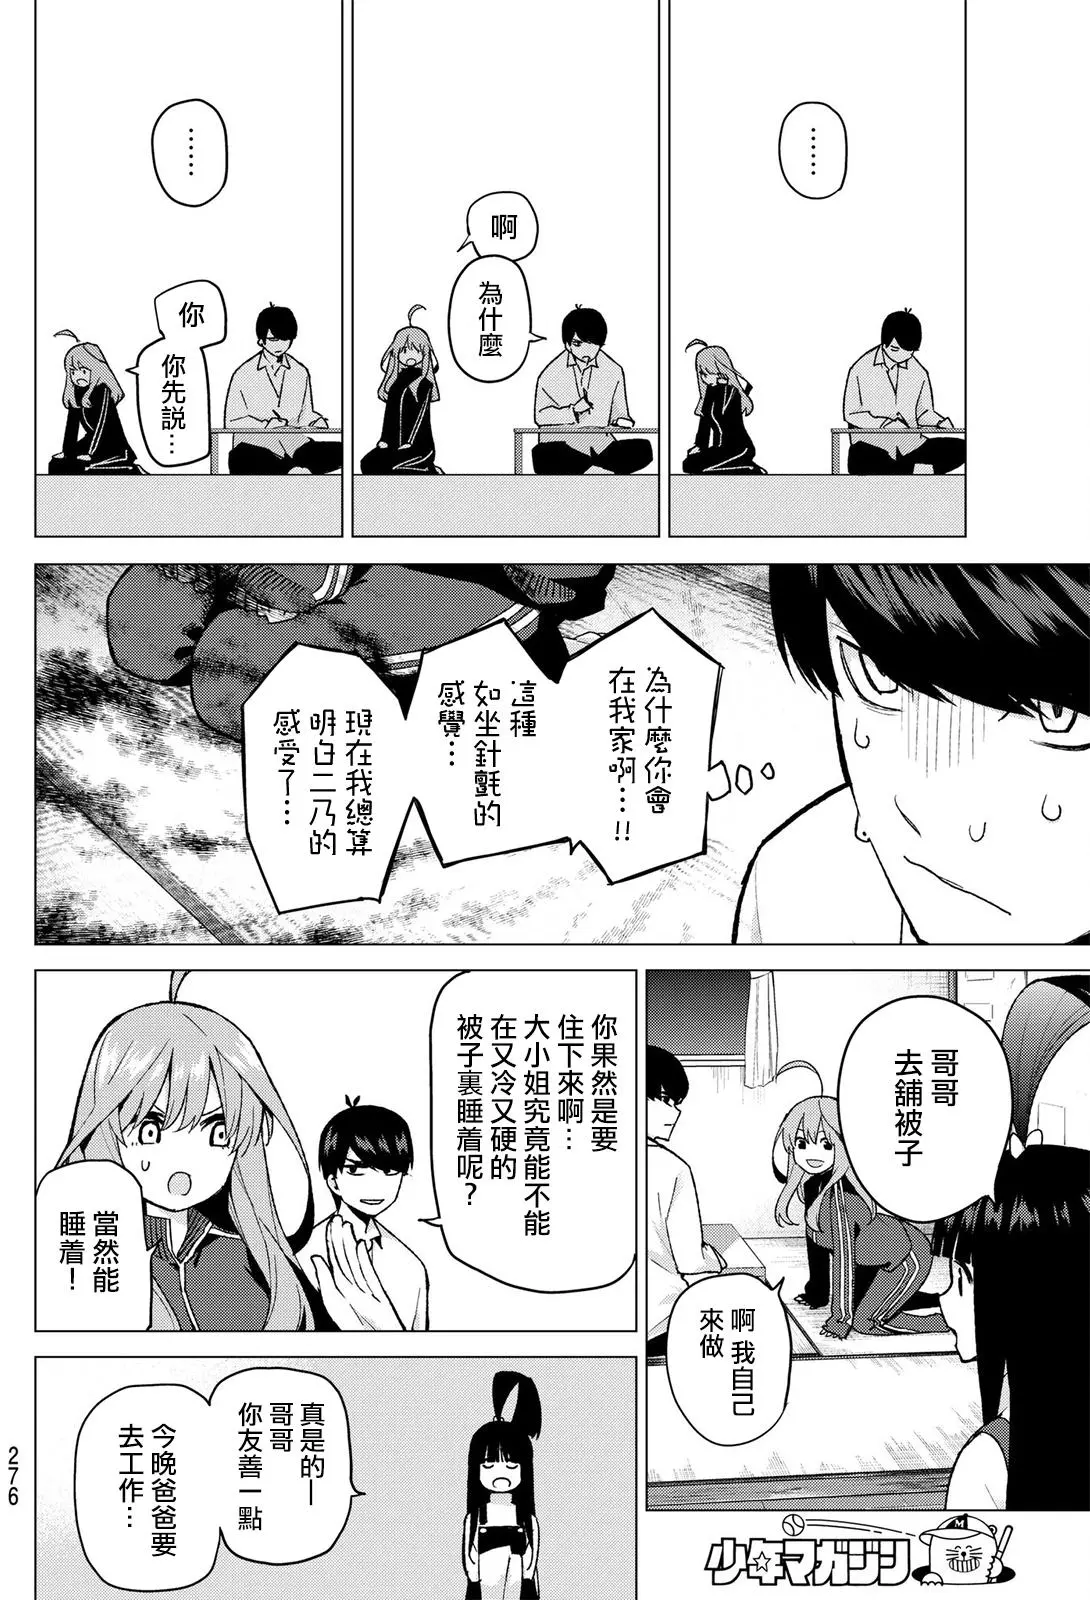 ……
啊
為什麼
……
你
你先説…
為什麼你會
在我家啊…!!
這種
如坐針氈的
感覺…
現在我總算
明白二乃的
感受了…
哥哥
去舖被子
啊 我自己
來做
你果然是要
住下來啊…
大小姐究竟能不能
在又冷又硬的
被子裏睡着呢？
當然能
睡着！
真是的—
哥哥
你友善一點
今晚爸爸要
去工作…
276
少年マガジン
M